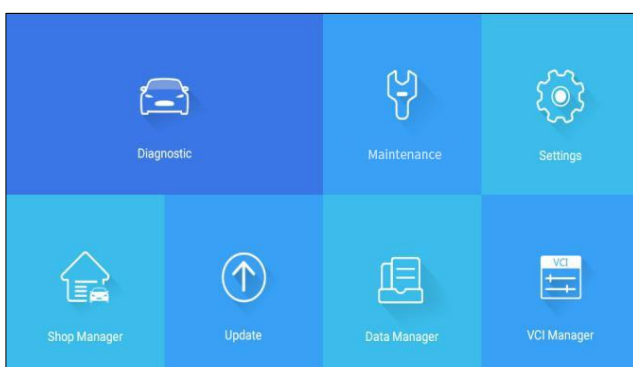 Diagnostic
Maintenance
Settings
Shop Manager
Update
Data Manager
VCI
VCI Manager